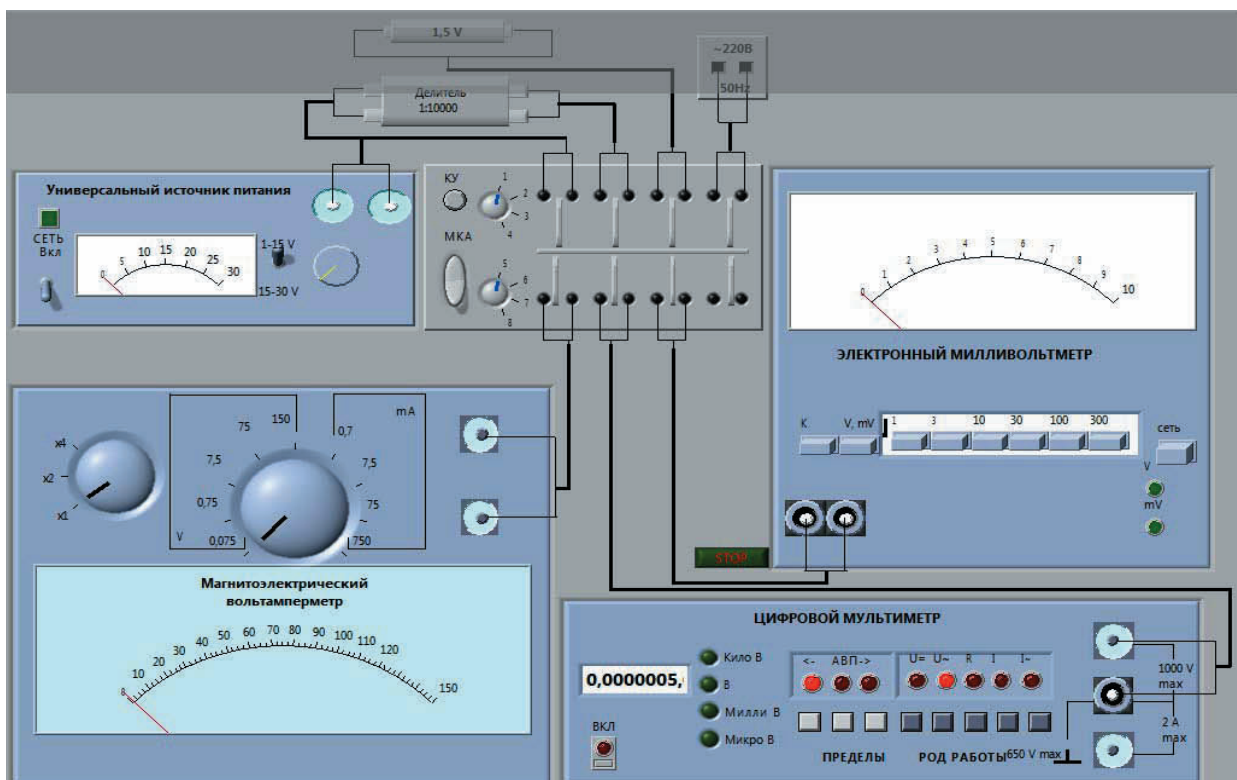 1,5 V
~220В
50Hz
Делитель
1:10000
Универсальный источник питания
СЕТЬ
Вкл
0 5 10 15 20 25 30
1-15 V
15-30 V
КУ
1
2
3
4
МКА
5
6
7
8
0 1 2 3 4 5 6 7 8 9 10
ЭЛЕКТРОННЫЙ МИЛЛИВОЛЬТМЕТР
K V, mV 1 3 10 30 100 300
сеть
V
mV
x4
x2
x1
150
75
7,5
0,75
0,075
V
mA
0,7
7,5
75
750
Магнитоэлектрический
вольтамперметр
10 20 30 40 50 60 70 80 90 100 110 120 150
STOP
ЦИФРОВОЙ МУЛЬТИМЕТР
0,0000005,
ВКЛ
Кило В
В
Милли В
Микро В
<- АВП->
U= U~ R I I~
ПРЕДЕЛЫ
РОД РАБОТЫ
650 V max
1000 V
max
2 A
max